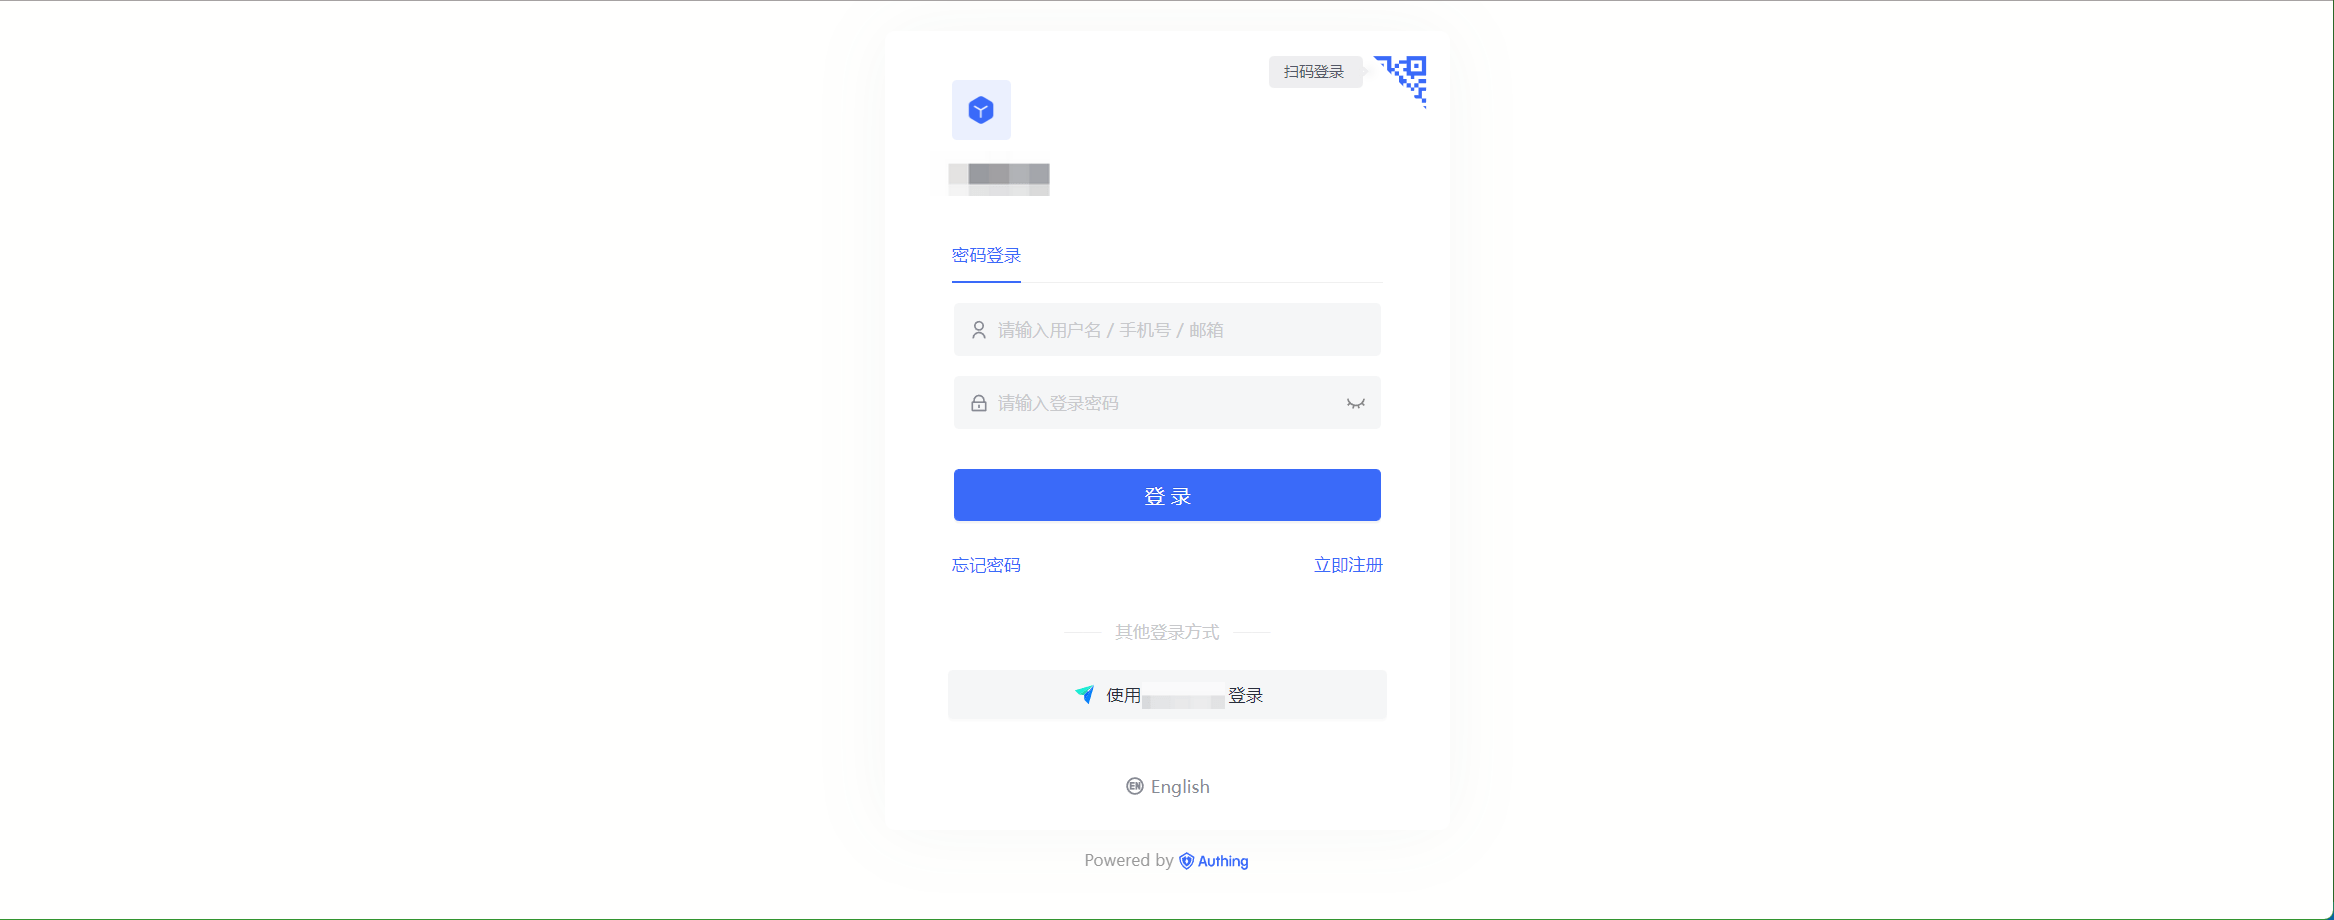 扫码登录
密码登录
请输入用户名 / 手机号 / 邮箱
请输入登录密码
登 录
忘记密码
立即注册
其他登录方式
使用 登录
EN English
Powered by Authing